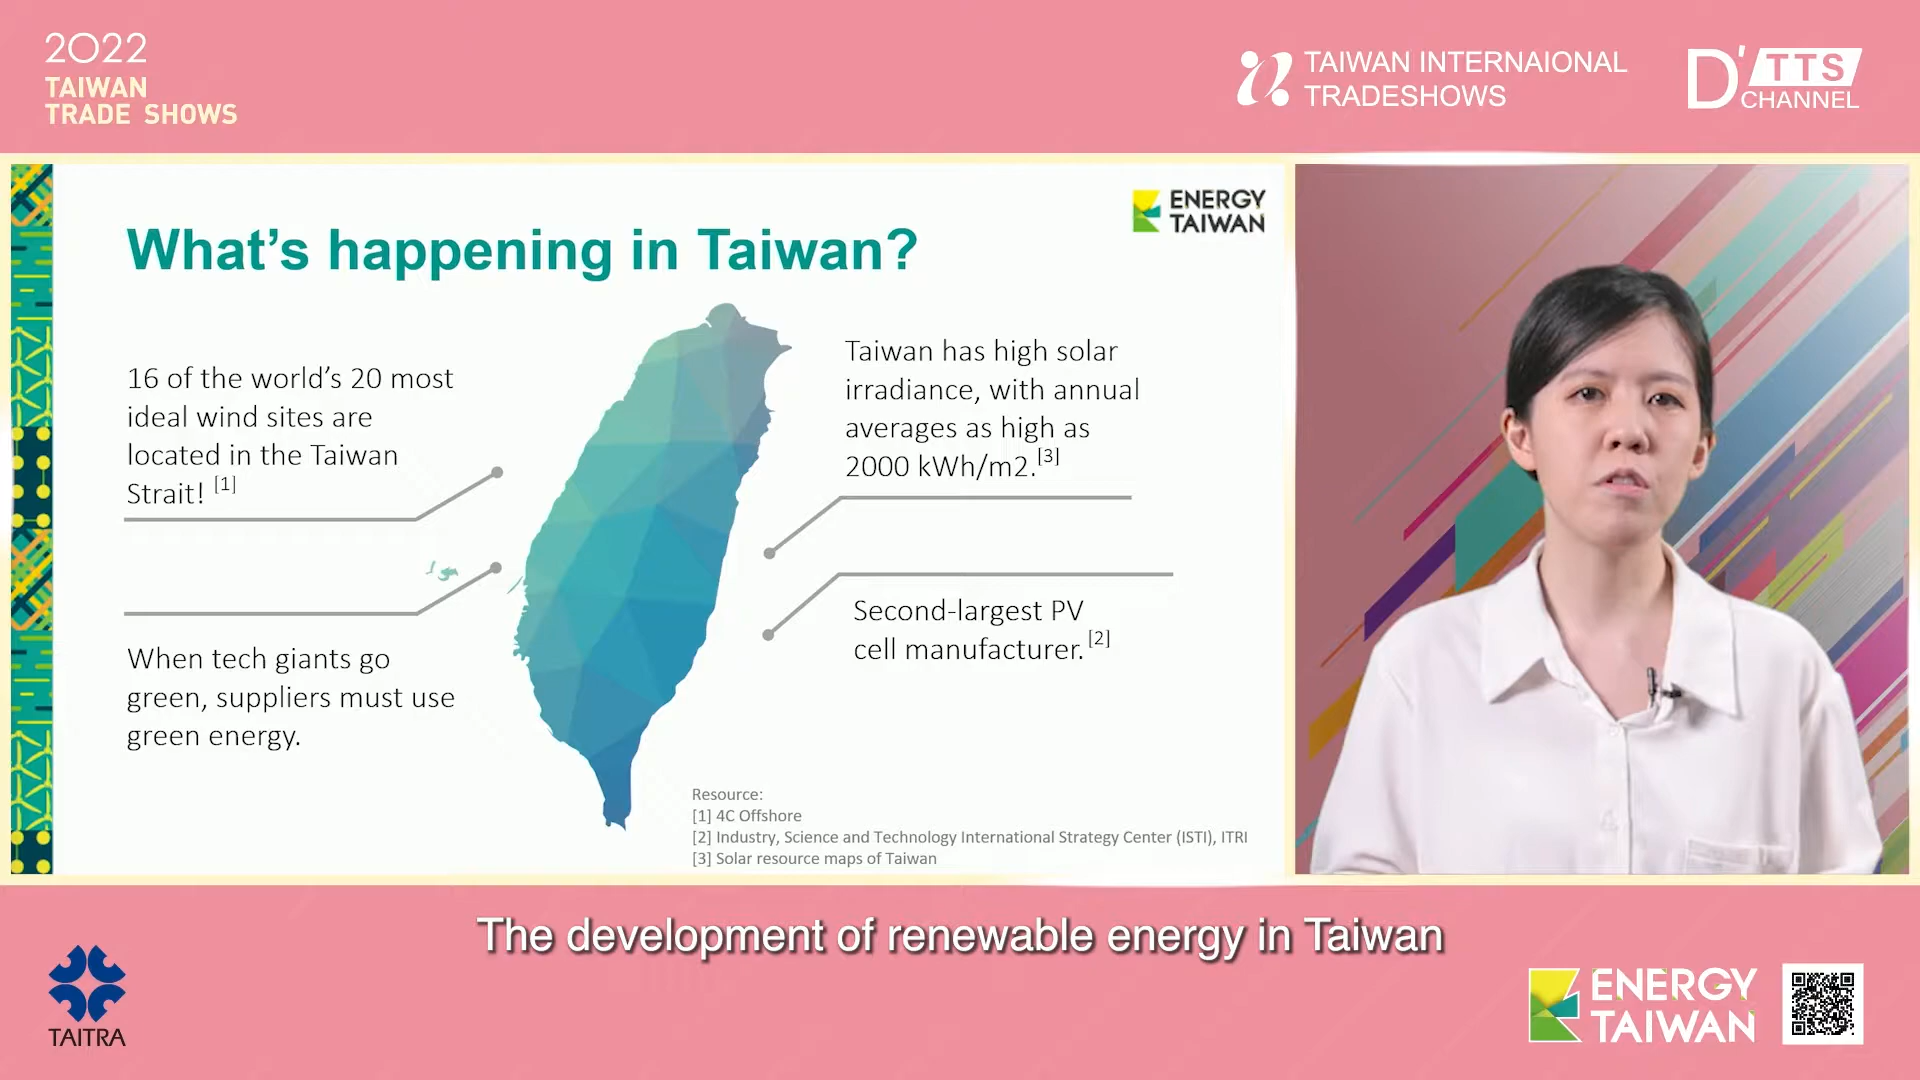 2022
TAIWAN
TRADE SHOWS
TAIWAN INTERNAIONAL
TRADESHOWS
D' TTS
CHANNEL
ENERGY
TAIWAN
What's happening in Taiwan?
16 of the world's 20 most
ideal wind sites are
located in the Taiwan
Strait! [1]
When tech giants go
green, suppliers must use
green energy.
Taiwan has high solar
irradiance, with annual
averages as high as
2000 kWh/m2.[3]
Second-largest PV
cell manufacturer. [2]
Resource:
[1] 4C Offshore
[2] Industry, Science and Technology International Strategy Center (ISTI), ITRI
[3] Solar resource maps of Taiwan
The development of renewable energy in Taiwan
TAITRA
ENERGY
TAIWAN